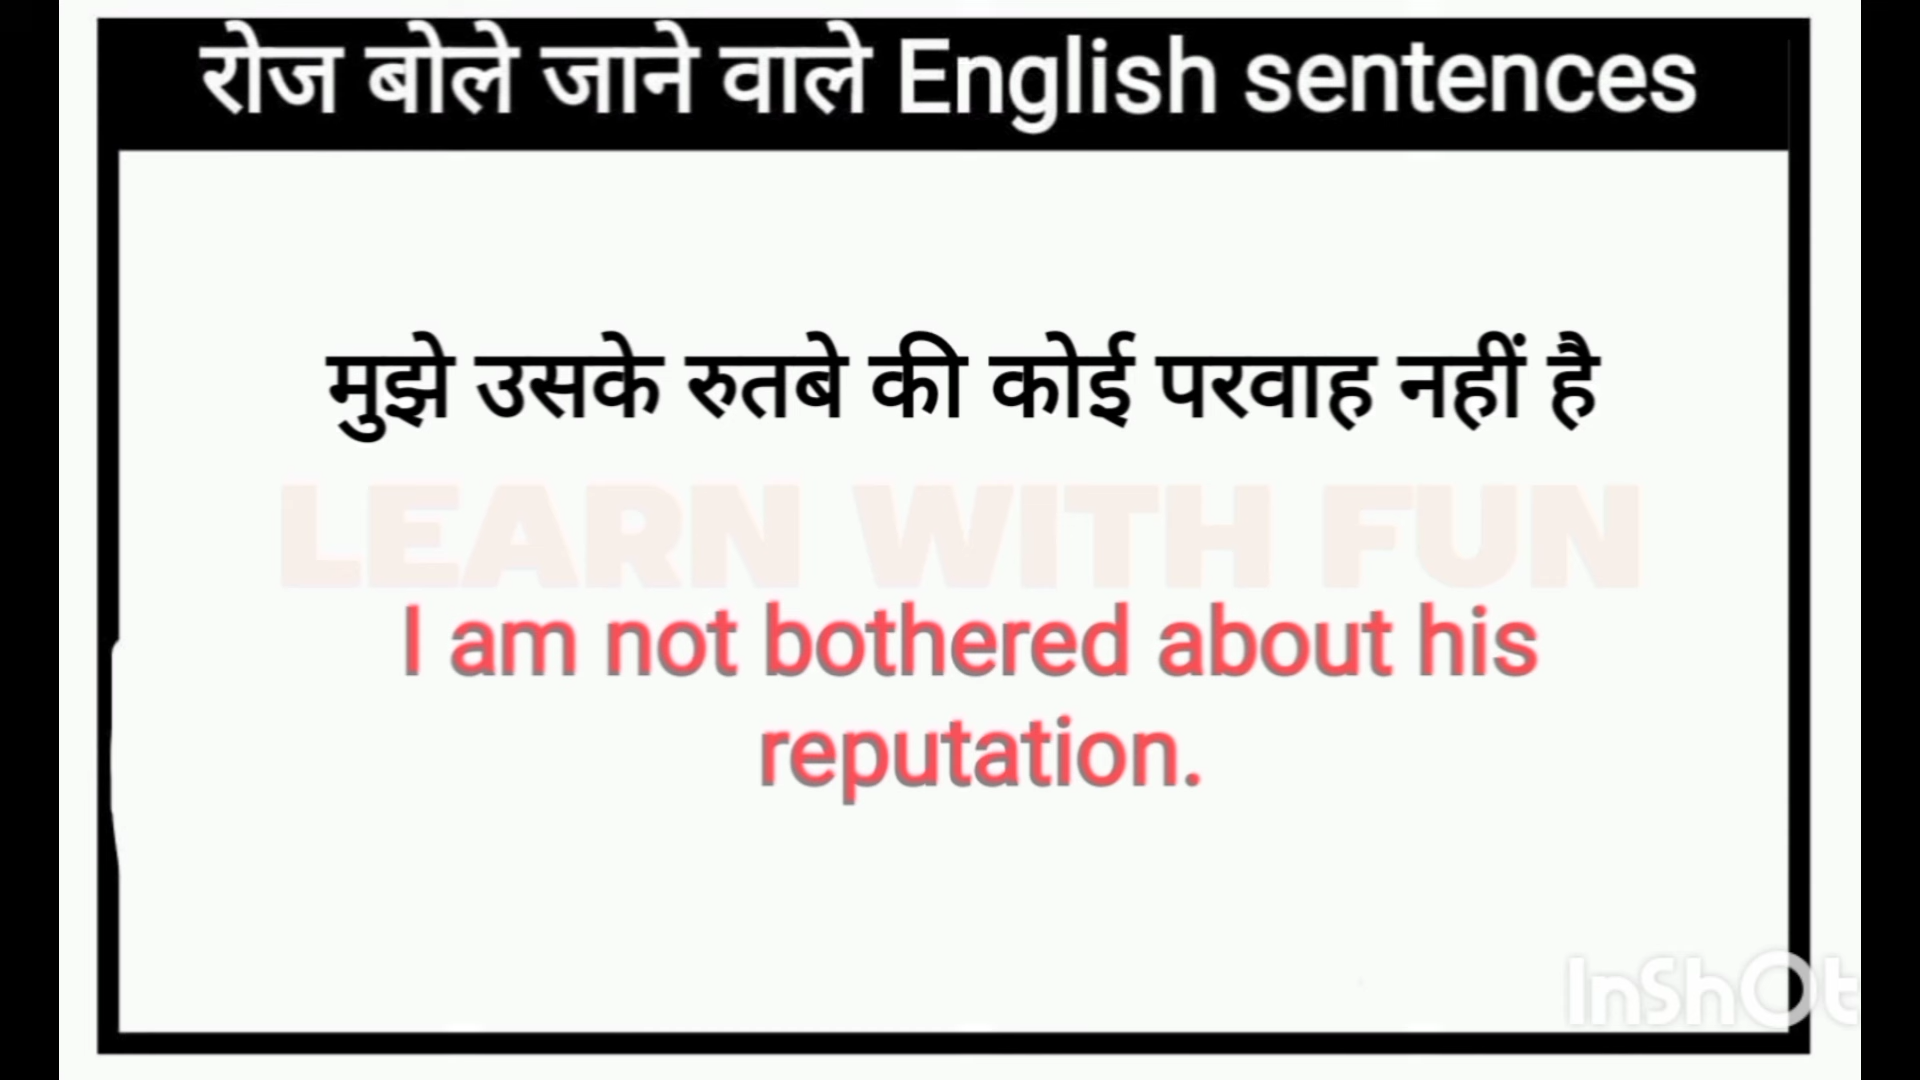 रोज बोले जाने वाले English sentences
मुझे उसके रुतबे की कोई परवाह नहीं है
LEARN WITH FUN
I am not bothered about his
reputation.
InShOt